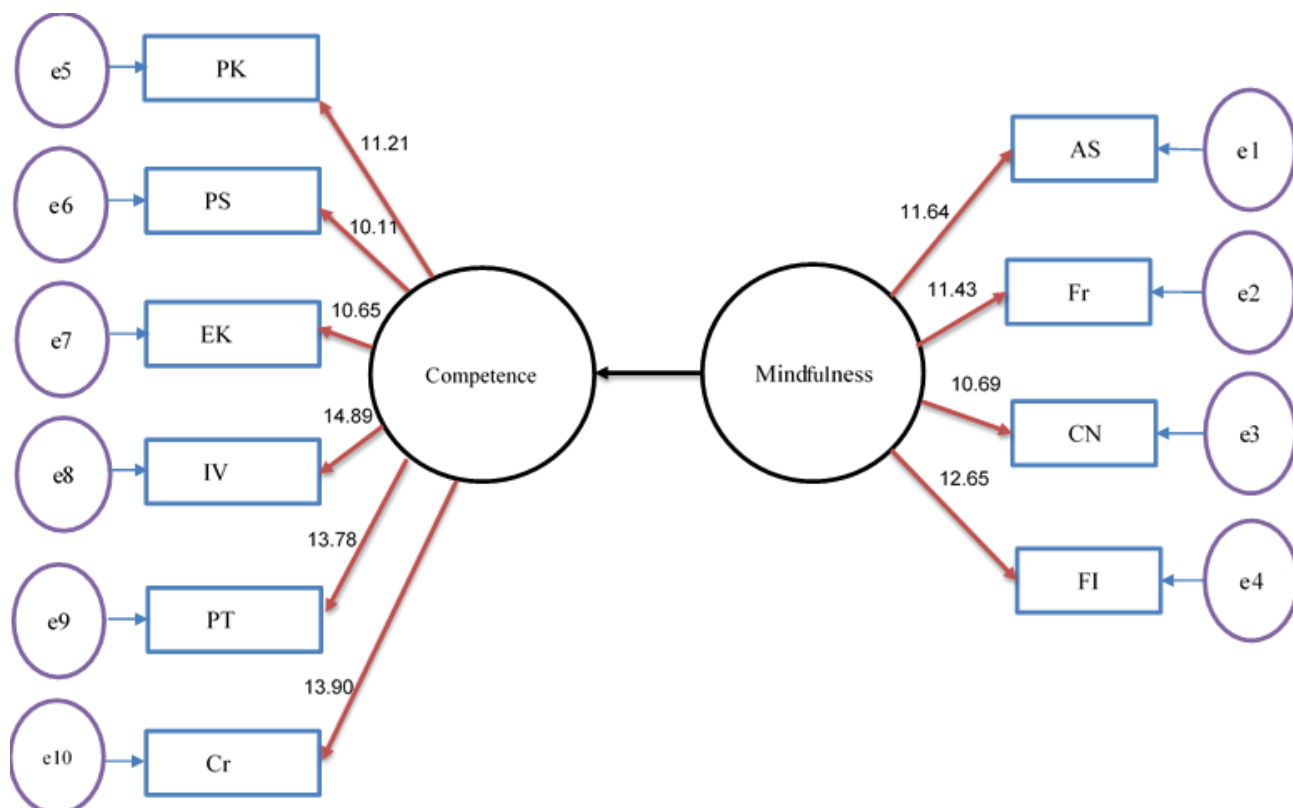 e5
PK
11.21
e6
PS
10.11
e7
EK
10.65
Competence
e8
IV
14.89
e9
PT
13.78
e10
Cr
13.90
Mindfulness
11.64
AS
e1
11.43
Fr
e2
10.69
CN
e3
12.65
FI
e4